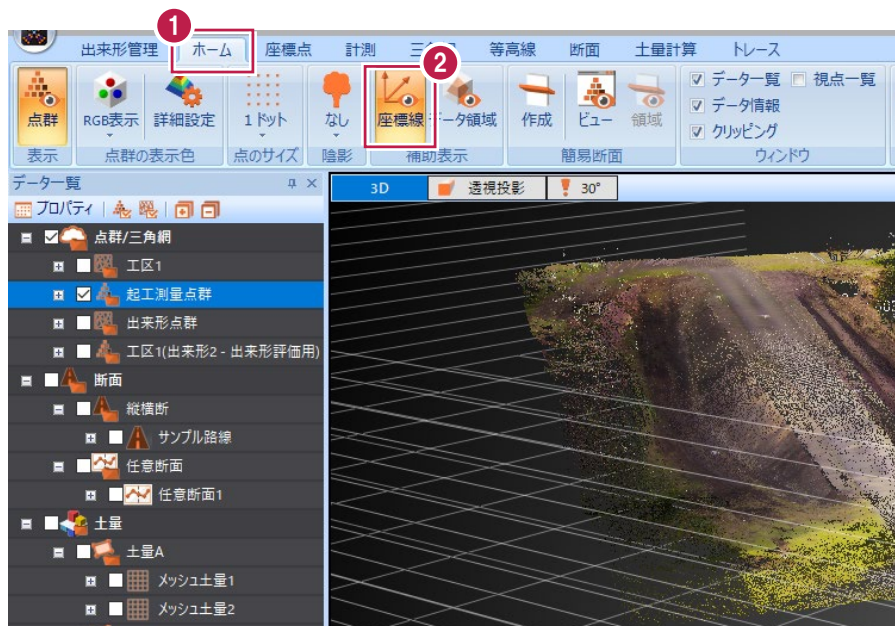 1
出来形管理 ホーム 座標点 計測 等高線 断面 土量計算 トレース
2
点群 RGB表示 詳細設定 1ドット なし 座標線 データ領域 作成 ビュー 領域
データ一覧 視点一覧
データ情報
クリッピング
表示 点群の表示色 点のサイズ 陰影 補助表示 簡易断面 ウィンドウ
データ一覧
プロパティ
3D 透視投影 30°
点群/三角網
工区1
起工測量点群
出来形点群
工区1(出来形2 - 出来形評価用)
断面
縦横断
サンプル路線
任意断面
任意断面1
土量
土量A
メッシュ土量1
メッシュ土量2